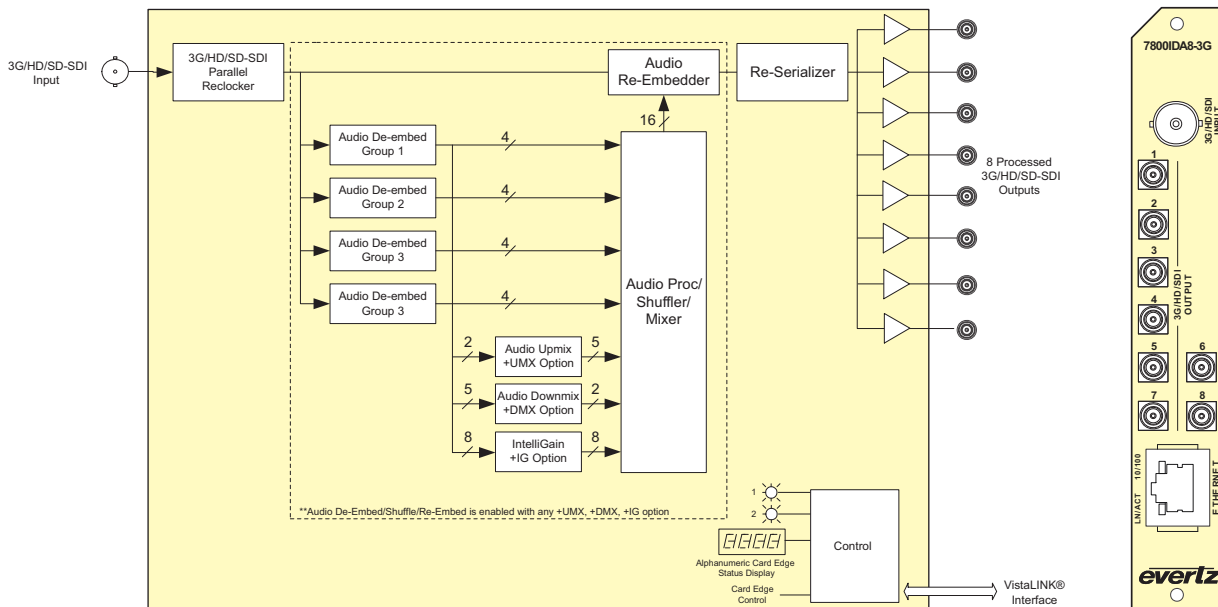 3G/HD/SD-SDI
Input
3G/HD/SD-SDI
Parallel
Reclocker
Audio
Re-Embedder
Re-Serializer
16
Audio De-embed
Group 1
4
Audio De-embed
Group 2
4
Audio De-embed
Group 3
4
Audio De-embed
Group 3
4
Audio Proc/
Shuffler/
Mixer
2
Audio Upmix
+UMX Option
5
5
Audio Downmix
+DMX Option
2
8
IntelliGain
+IG Option
8
**Audio De-Embed/Shuffle/Re-Embed is enabled with any +UMX, +DMX, +IG option
8 Processed
3G/HD/SD-SDI
Outputs
1
2
Alphanumeric Card Edge
Status Display
Card Edge
Control
Control
VistaLINK®
Interface
7800IDA8-3G
3G/HD/SDI
INPUT
1
2
3
4
3G/HD/SDI
OUTPUT
5
6
7
8
LN/ACT 10/100
ETHERNET
evertz